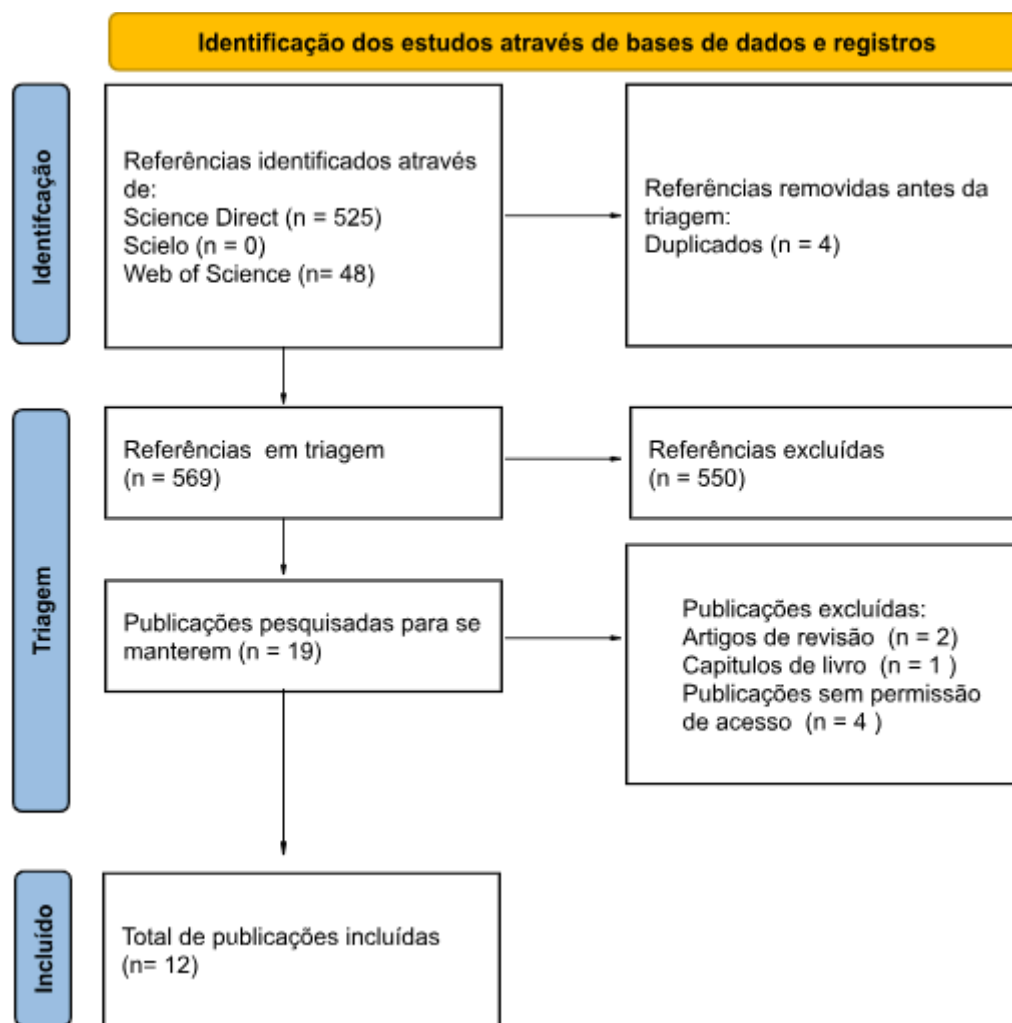 Identificação dos estudos através de bases de dados e registros
Identifcação
Referências identificados através
de:
Science Direct (n = 525)
Scielo (n = 0)
Web of Science (n= 48)
Referências removidas antes da
triagem:
Duplicados (n = 4)
Triagem
Referências em triagem
(n = 569)
Referências excluídas
(n = 550)
Publicações pesquisadas para se
manterem (n = 19)
Publicações excluídas:
Artigos de revisão (n = 2)
Capitulos de livro (n = 1 )
Publicações sem permissão
de acesso (n = 4 )
Incluído
Total de publicações incluídas
(n= 12)